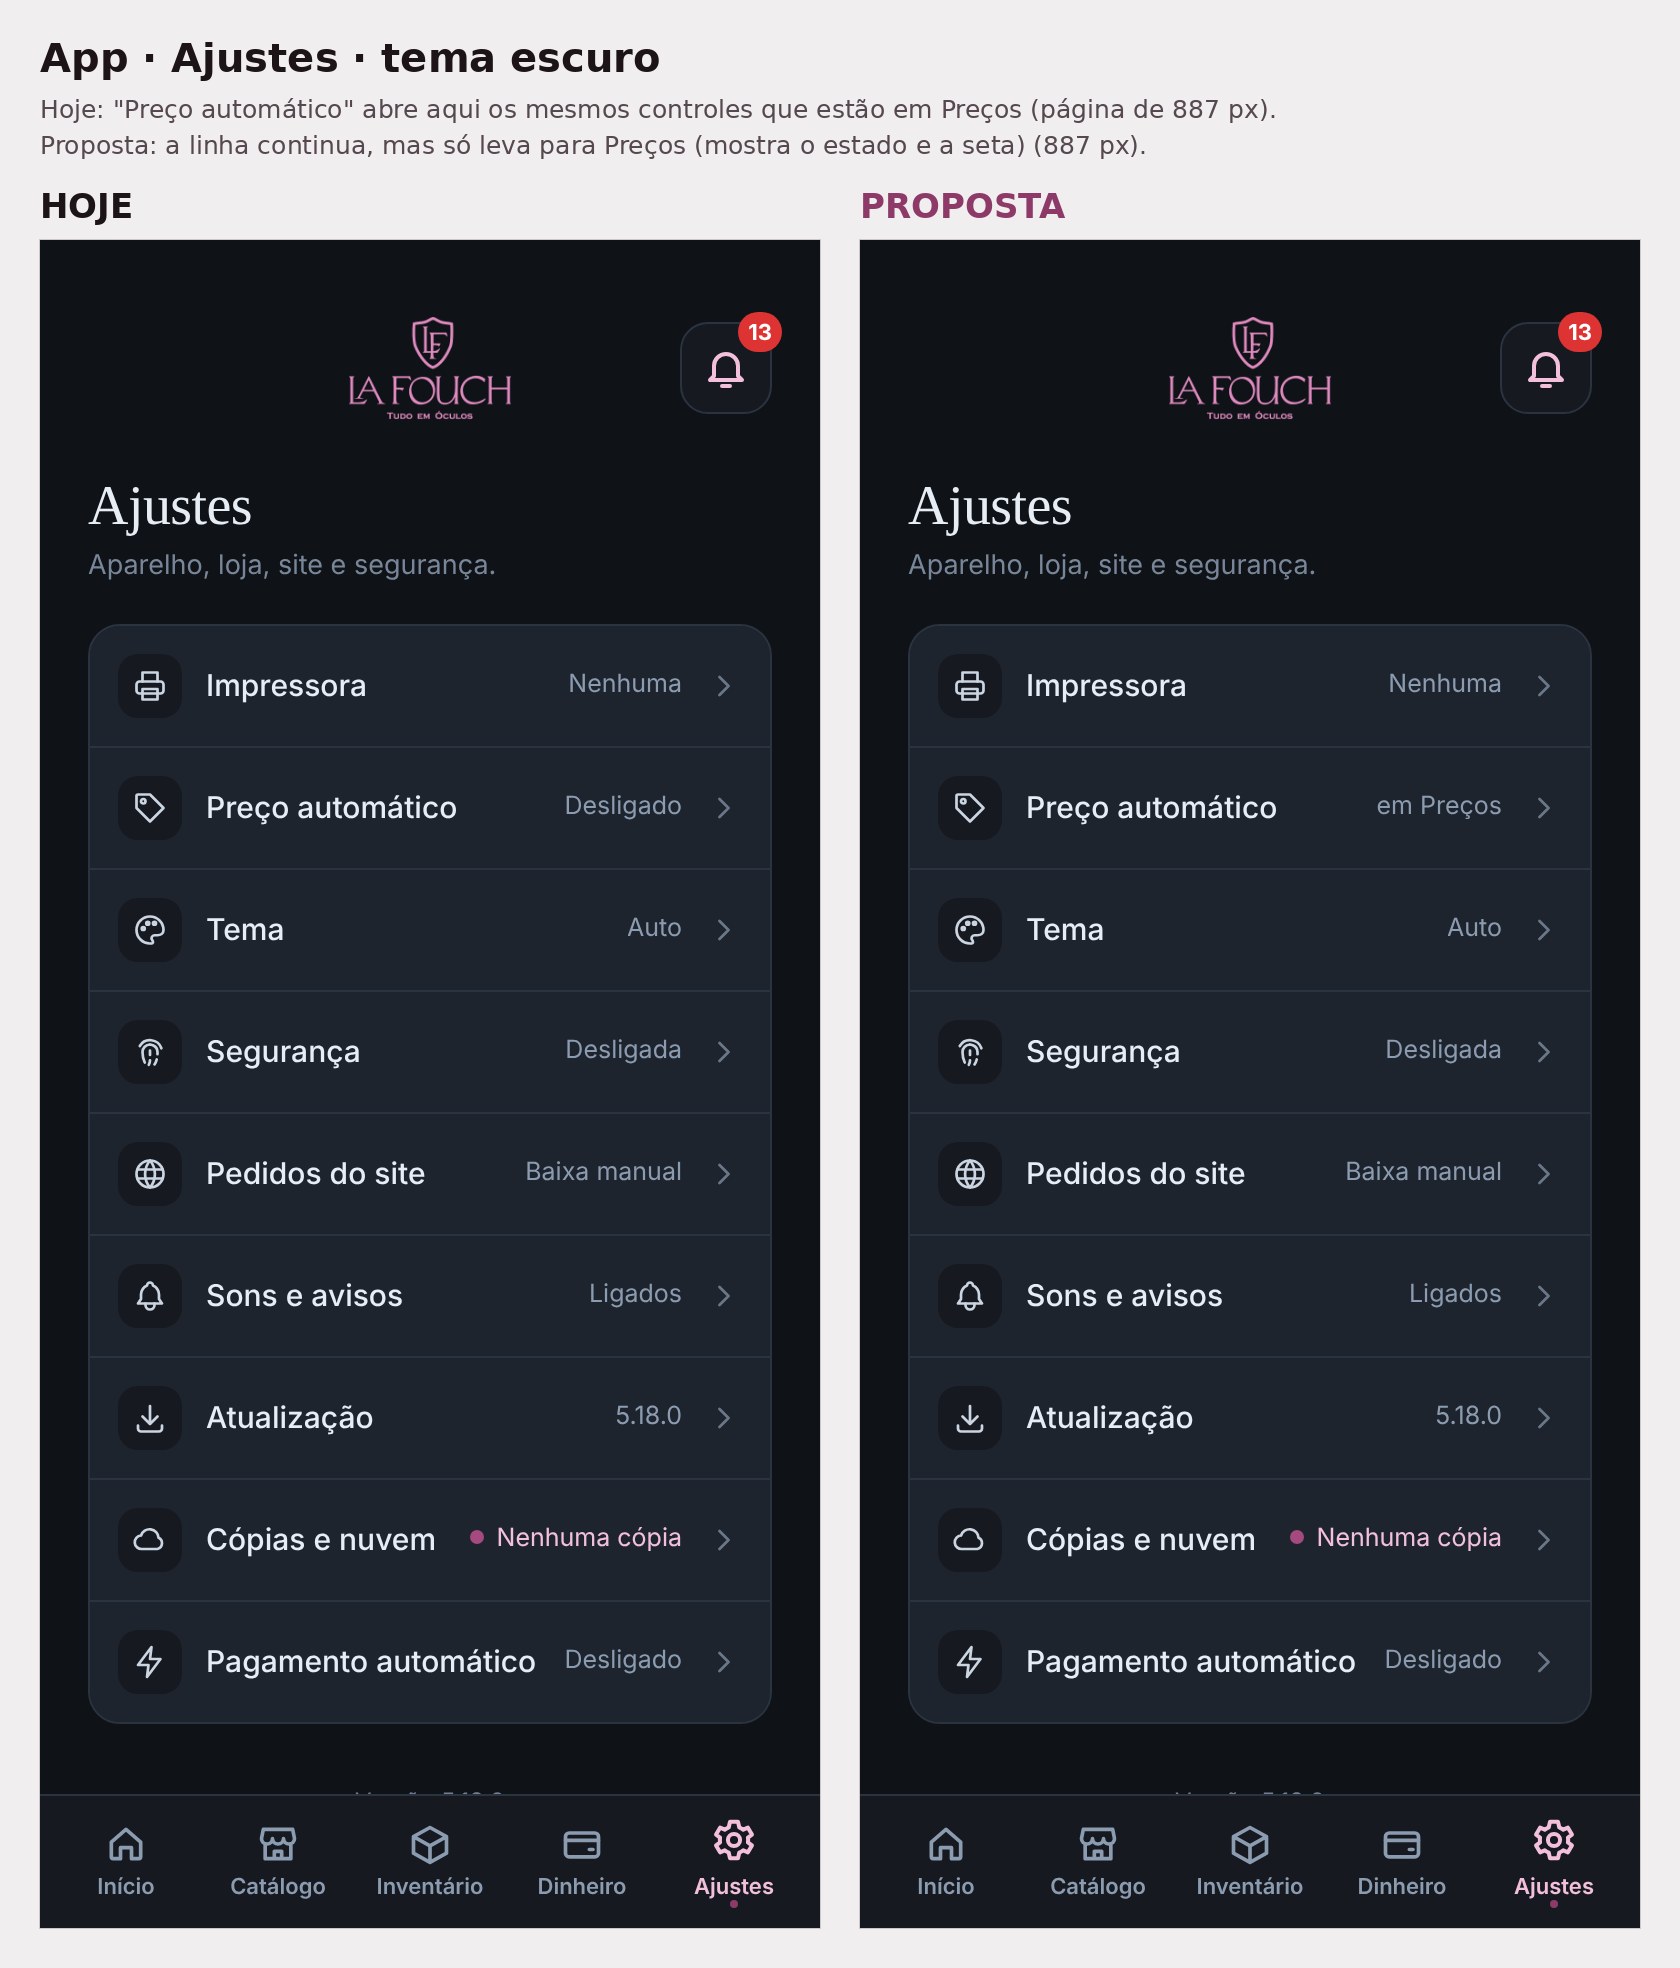 App · Ajustes · tema escuro
Hoje: "Preço automático" abre aqui os mesmos controles que estão em Preços (página de 887 px).
Proposta: a linha continua, mas só leva para Preços (mostra o estado e a seta) (887 px).
HOJE
LF
LA FOUCH
TUDO EM ÓCULOS
13
Ajustes
Aparelho, loja, site e segurança.
Impressora Nenhuma
Preço automático Desligado
Tema Auto
Segurança Desligada
Pedidos do site Baixa manual
Sons e avisos Ligados
Atualização 5.18.0
Cópias e nuvem Nenhuma cópia
Pagamento automático Desligado
Início Catálogo Inventário Dinheiro Ajustes
PROPOSTA
LF
LA FOUCH
TUDO EM ÓCULOS
13
Ajustes
Aparelho, loja, site e segurança.
Impressora Nenhuma
Preço automático em Preços
Tema Auto
Segurança Desligada
Pedidos do site Baixa manual
Sons e avisos Ligados
Atualização 5.18.0
Cópias e nuvem Nenhuma cópia
Pagamento automático Desligado
Início Catálogo Inventário Dinheiro Ajustes